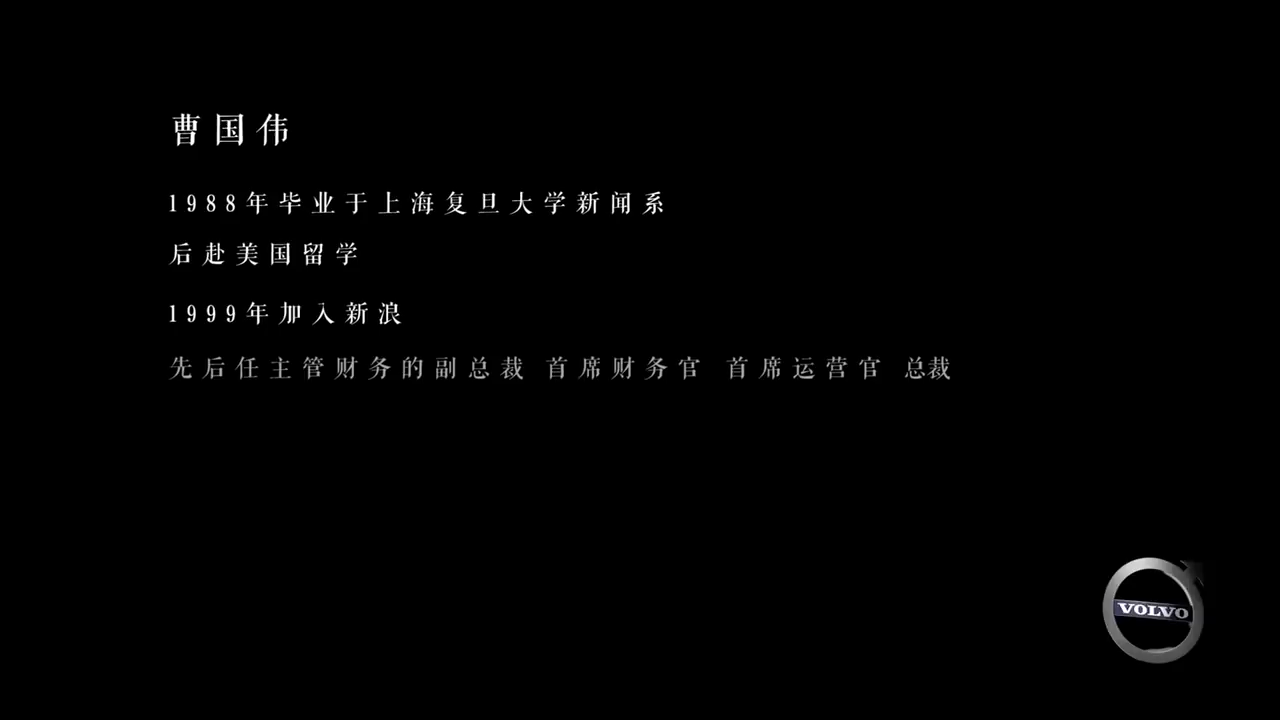 曹国伟
1988年毕业于上海复旦大学新闻系
后赴美国留学
1999年加入新浪
先后任主管财务的副总裁 首席财务官 首席运营官 总裁
VOLVO